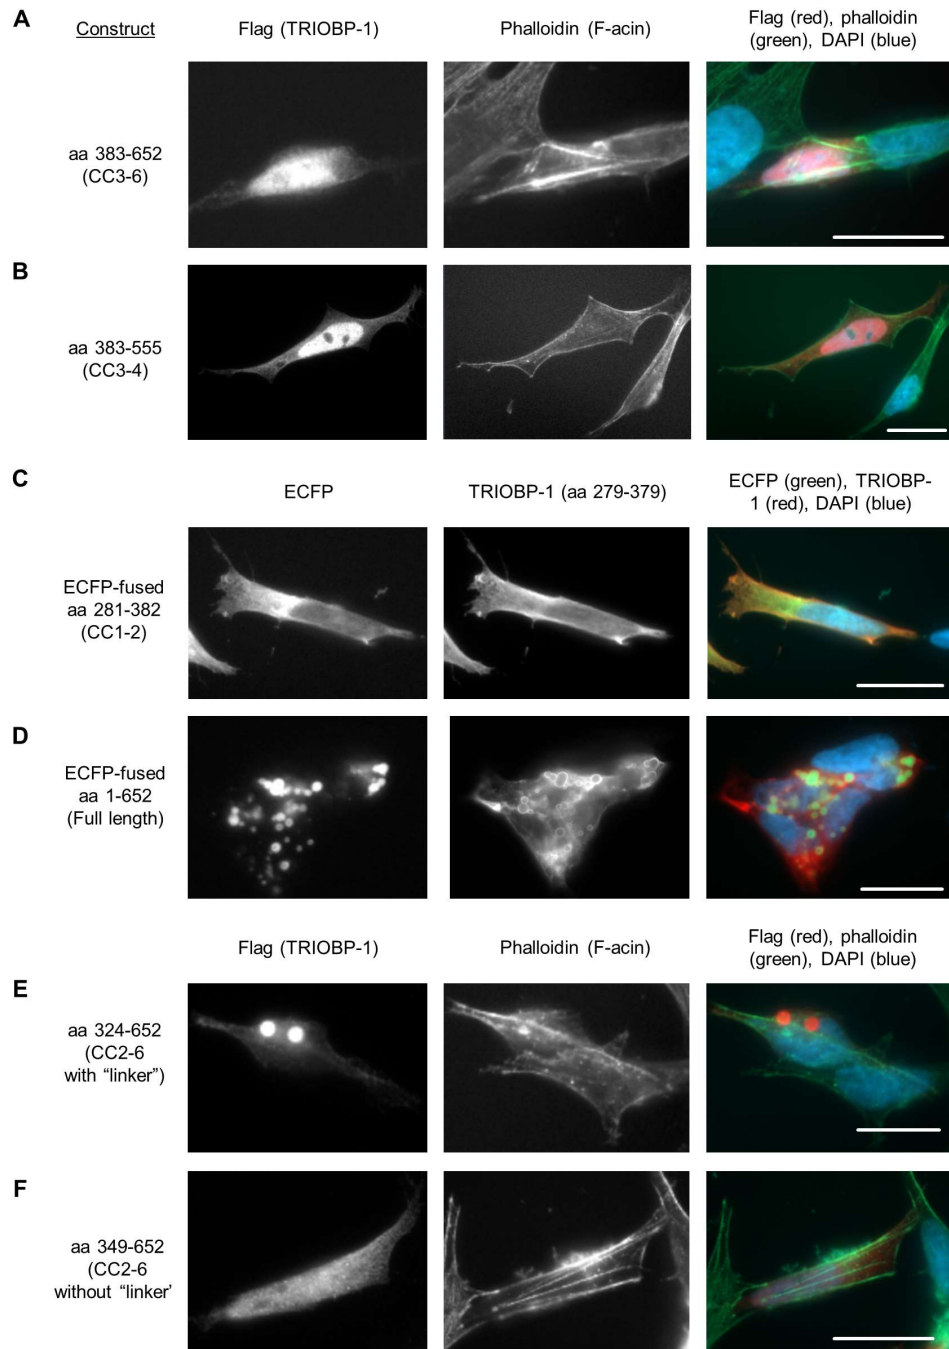 A
Construct
Flag (TRIOBP-1)
Phalloidin (F-acin)
Flag (red), phalloidin
(green), DAPI (blue)
aa 383-652
(CC3-6)
B
aa 383-555
(CC3-4)
C
ECFP
TRIOBP-1 (aa 279-379)
ECFP (green), TRIOBP-
1 (red), DAPI (blue)
ECFP-fused
aa 281-382
(CC1-2)
D
ECFP-fused
aa 1-652
(Full length)
Flag (TRIOBP-1)
Phalloidin (F-acin)
Flag (red), phalloidin
(green), DAPI (blue)
E
aa 324-652
(CC2-6
with “linker”)
F
aa 349-652
(CC2-6
without “linker’